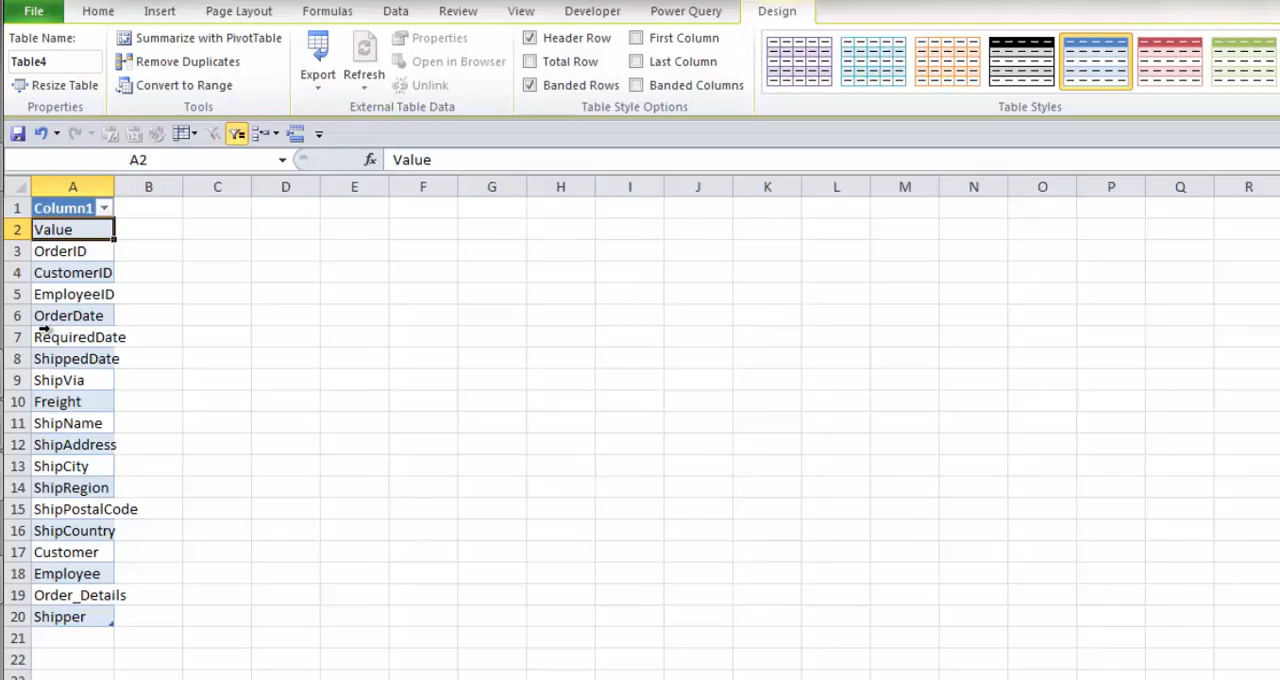 File Home Insert Page Layout Formulas Data Review View Developer Power Query Design
Table Name: Summarize with PivotTable Properties Header Row First Column
Table4 Remove Duplicates Export Refresh Open in Browser Total Row Last Column
Resize Table Convert to Range Unlink Banded Rows Banded Columns
Properties Tools External Table Data Table Style Options Table Styles
A2 fx Value
A B C D E F G H I J K L M N O P Q R
1 Column1
2 Value
3 OrderID
4 CustomerID
5 EmployeeID
6 OrderDate
7 RequiredDate
8 ShippedDate
9 ShipVia
10 Freight
11 ShipName
12 ShipAddress
13 ShipCity
14 ShipRegion
15 ShipPostalCode
16 ShipCountry
17 Customer
18 Employee
19 Order_Details
20 Shipper
21
22